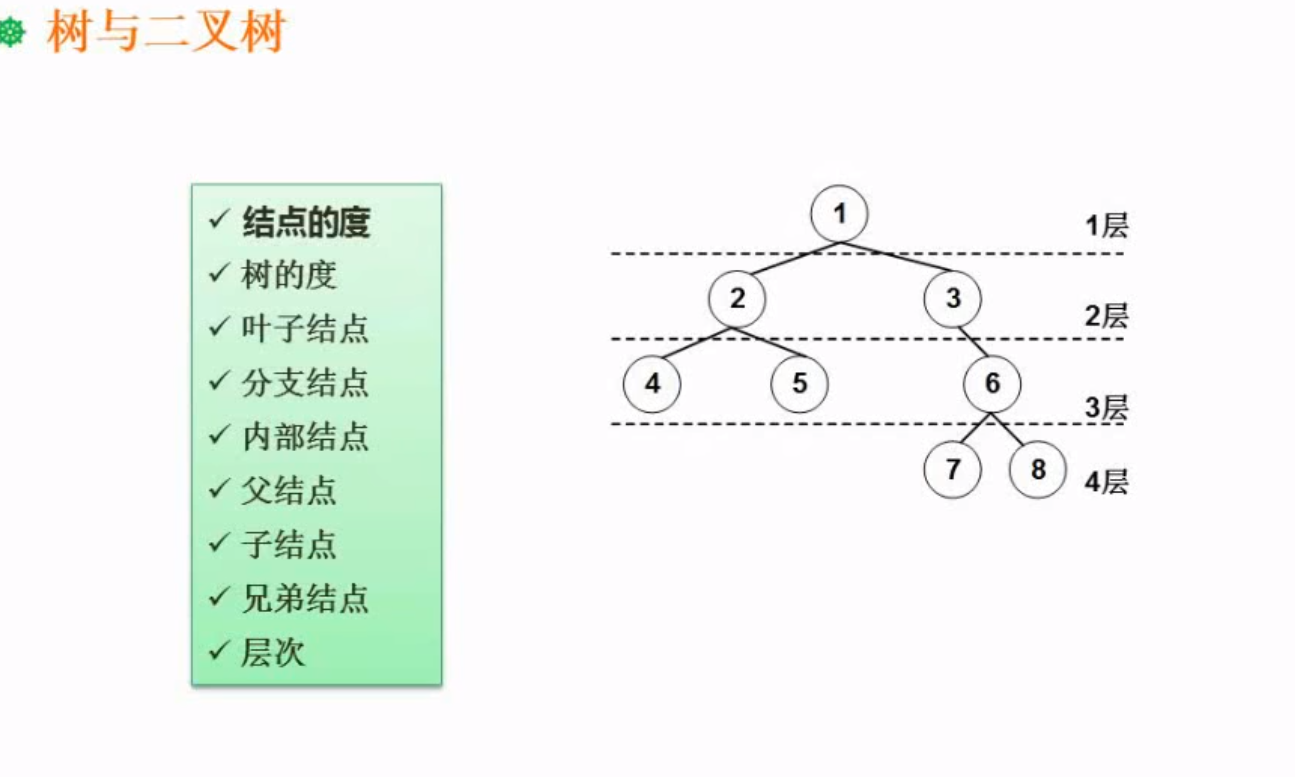 树与二叉树
✓ 结点的度
✓ 树的度
✓ 叶子结点
✓ 分支结点
✓ 内部结点
✓ 父结点
✓ 子结点
✓ 兄弟结点
✓ 层次
1
1层
2
3
2层
4
5
6
3层
7
8
4层